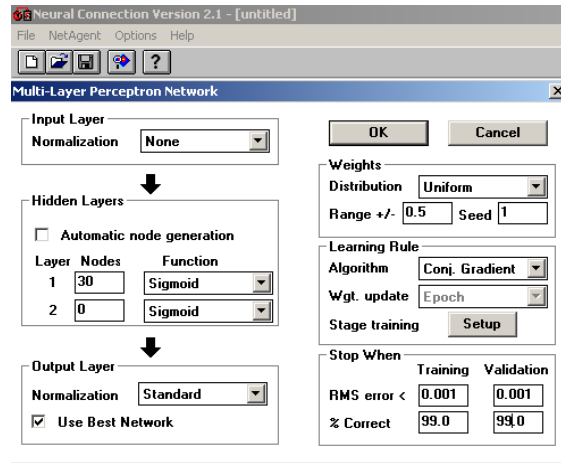 Neural Connection Version 2.1 - [untitled]
File NetAgent Options Help
?
Multi-Layer Perceptron Network
Input Layer
Normalization None
Hidden Layers
Automatic node generation
Layer Nodes Function
1 30 Sigmoid
2 0 Sigmoid
Output Layer
Normalization Standard
Use Best Network
OK Cancel
Weights
Distribution Uniform
Range +/- 0.5 Seed 1
Learning Rule
Algorithm Conj. Gradient
Wgt. update Epoch
Stage training Setup
Stop When
Training Validation
RMS error < 0.001 0.001
% Correct 99.0 99.0